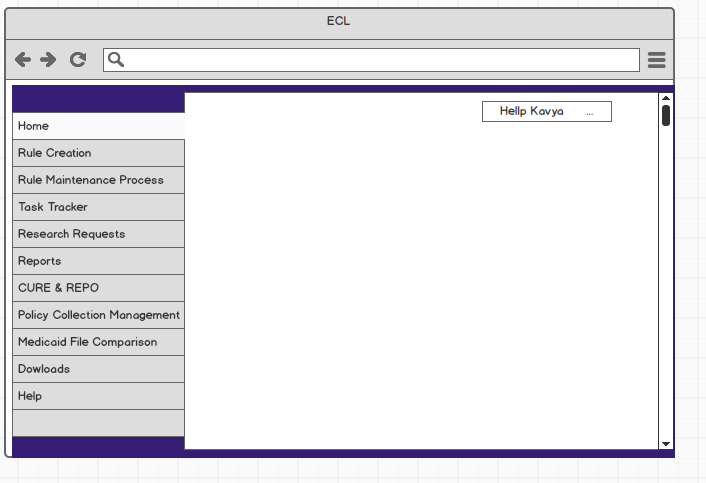 ECL
Hellp Kavya ...
Home
Rule Creation
Rule Maintenance Process
Task Tracker
Research Requests
Reports
CURE & REPO
Policy Collection Management
Medicaid File Comparison
Dowloads
Help